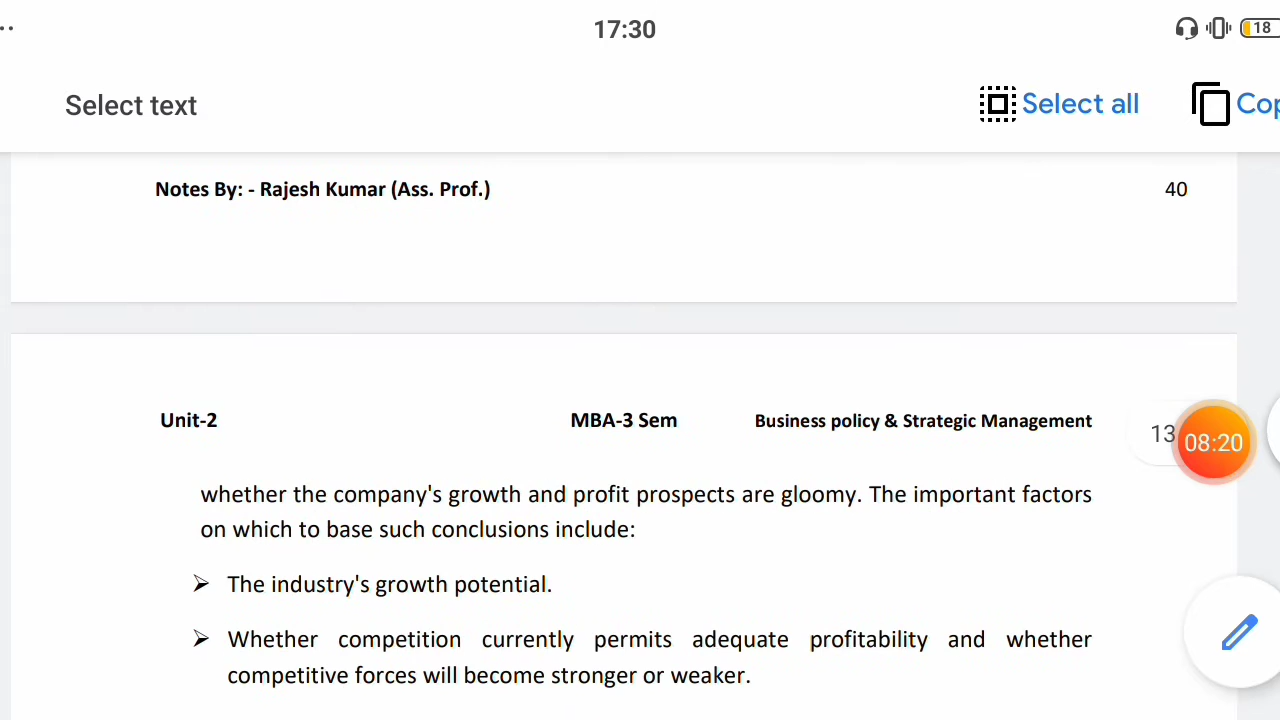 17:30
18
Select text
Select all
Cop
Notes By: - Rajesh Kumar (Ass. Prof.)
40
Unit-2 MBA-3 Sem Business policy & Strategic Management
13
08:20
whether the company's growth and profit prospects are gloomy. The important factors
on which to base such conclusions include:
➢ The industry's growth potential.
➢ Whether competition currently permits adequate profitability and whether
competitive forces will become stronger or weaker.